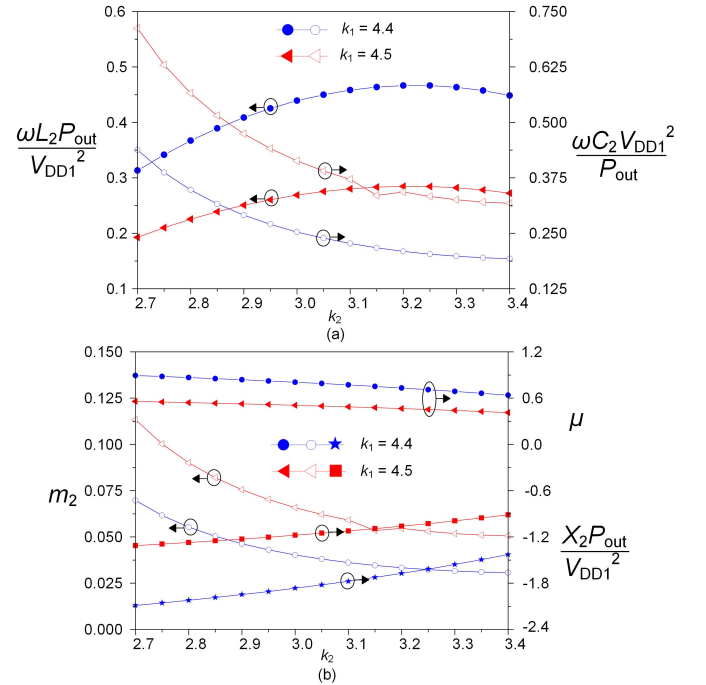 0.6 0.750
k₁ = 4.4
k₁ = 4.5
0.5 0.625
0.4 0.500
ωL₂Pout / VDD1² ωC₂VDD1² / Pout
0.3 0.375
0.2 0.250
0.1 0.125
2.7 2.8 2.9 3.0 3.1 3.2 3.3 3.4
k₂
(a)
0.150 1.2
0.125 0.6
μ
0.100 0.0
k₁ = 4.4
k₁ = 4.5
0.075 -0.6
m₂
0.050 -1.2
X₂Pout / VDD1²
0.025 -1.8
0.000 -2.4
2.7 2.8 2.9 3.0 3.1 3.2 3.3 3.4
k₂
(b)